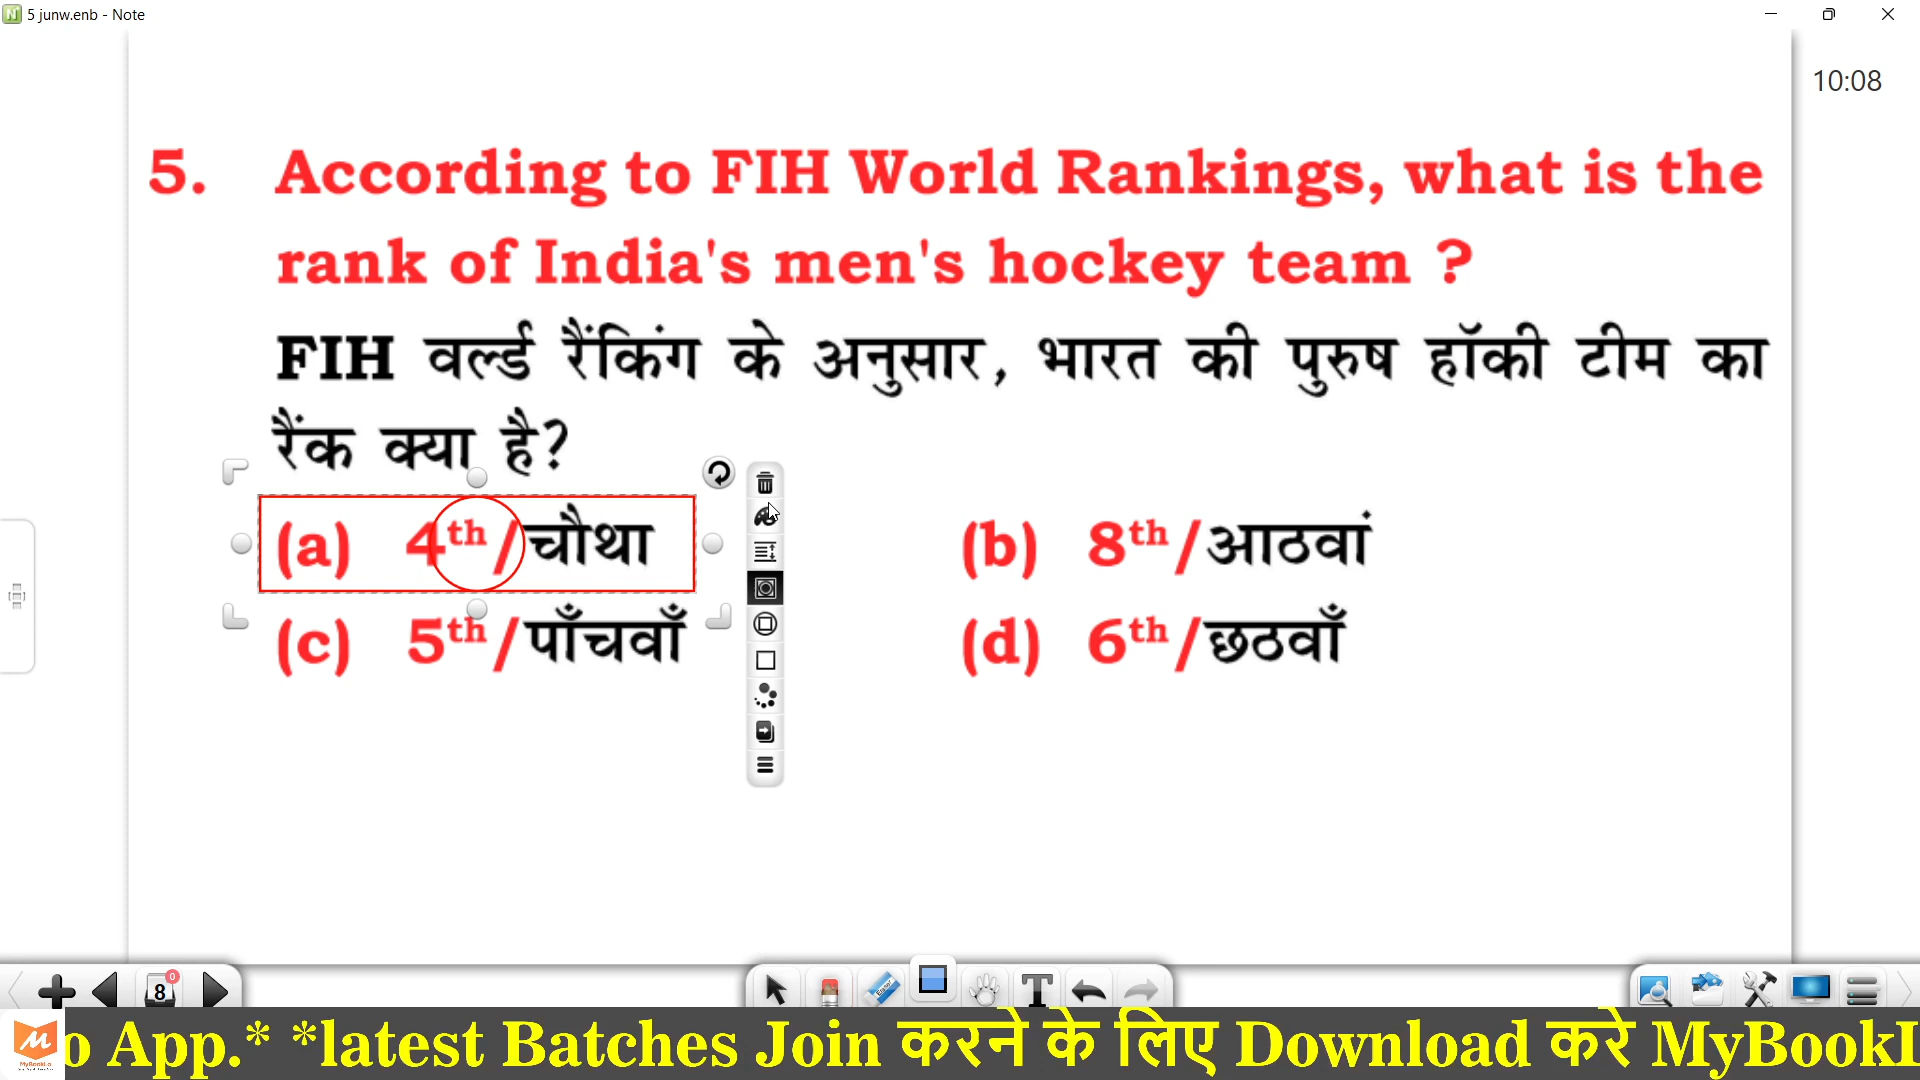 5 junw.enb - Note
10:08
5. According to FIH World Rankings, what is the
rank of India's men's hockey team ?
FIH वर्ल्ड रैंकिंग के अनुसार, भारत की पुरुष हॉकी टीम का
रैंक क्या है?
(a) 4th/चौथा (b) 8th/आठवां
(c) 5th/पाँचवाँ (d) 6th/छठवाँ
8 0
o App.* *latest Batches Join करने के लिए Download करे MyBookL